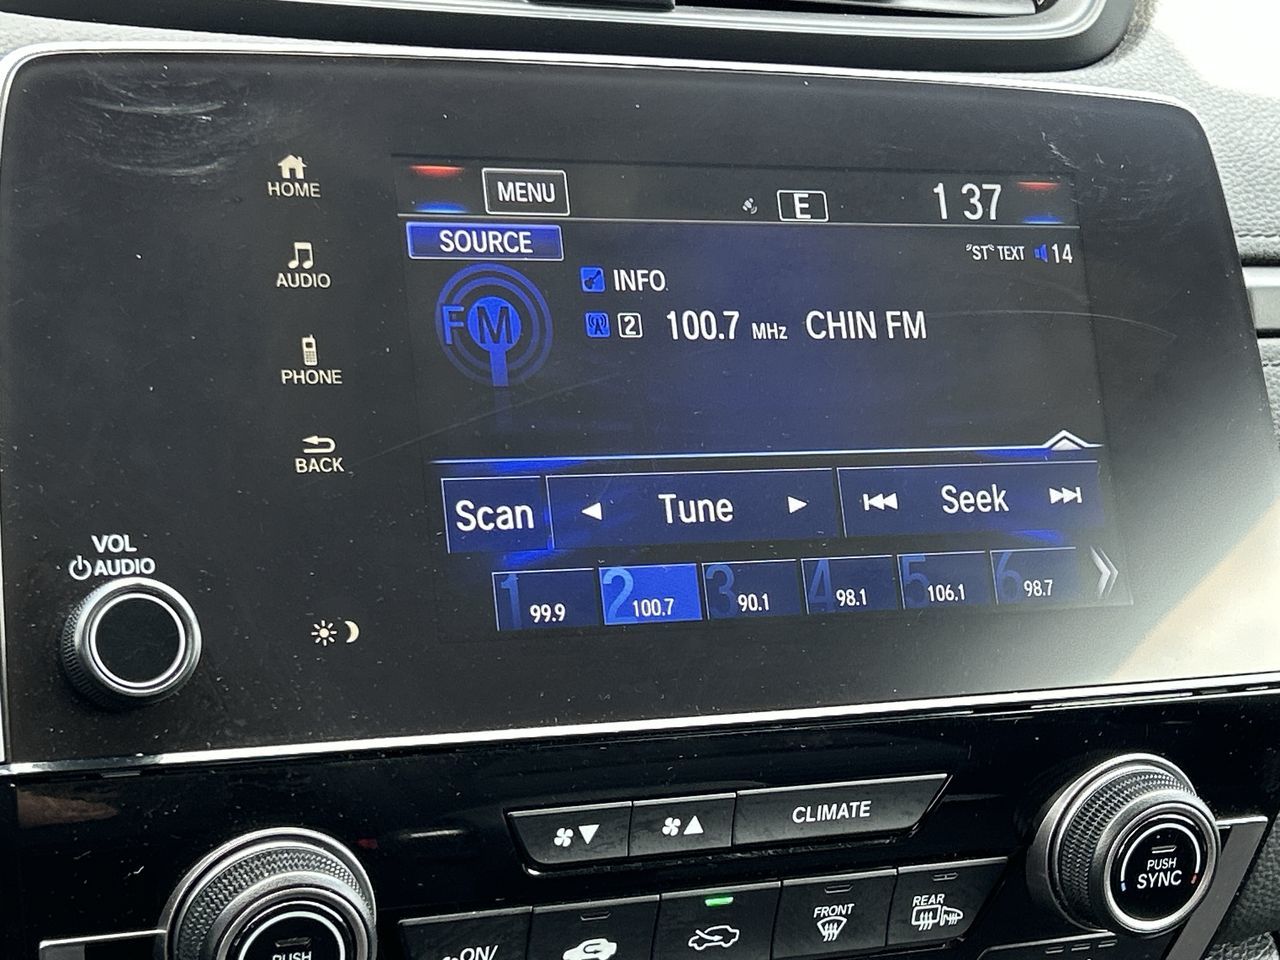 HOME
MENU
E
1 37
SOURCE
"ST" TEXT 14
AUDIO
INFO
FM
2 100.7 MHz CHIN FM
PHONE
BACK
Scan
Tune
Seek
VOL
AUDIO
1 99.9
2 100.7
3 90.1
4 98.1
5 106.1
6 98.7
CLIMATE
PUSH
SYNC
FRONT
REAR
ON/
PUSH